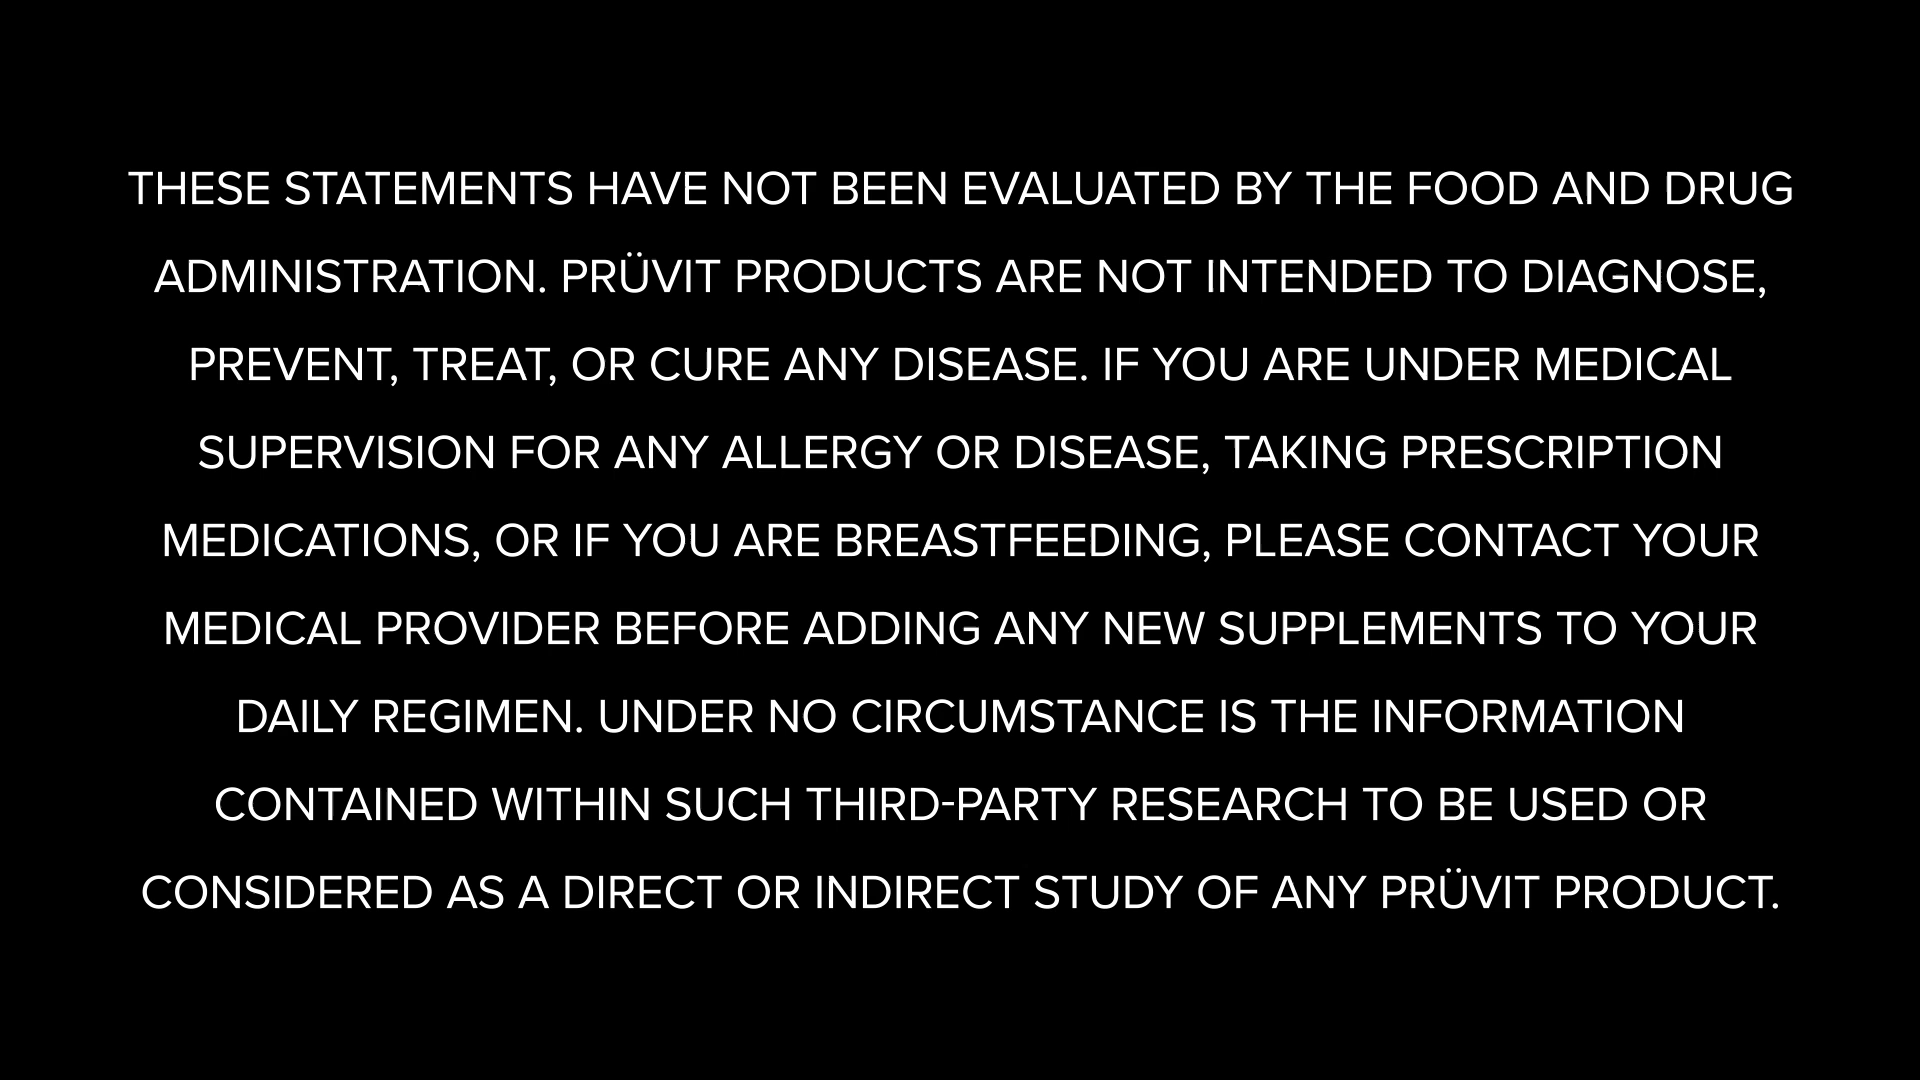 THESE STATEMENTS HAVE NOT BEEN EVALUATED BY THE FOOD AND DRUG
ADMINISTRATION. PRÜVIT PRODUCTS ARE NOT INTENDED TO DIAGNOSE,
PREVENT, TREAT, OR CURE ANY DISEASE. IF YOU ARE UNDER MEDICAL
SUPERVISION FOR ANY ALLERGY OR DISEASE, TAKING PRESCRIPTION
MEDICATIONS, OR IF YOU ARE BREASTFEEDING, PLEASE CONTACT YOUR
MEDICAL PROVIDER BEFORE ADDING ANY NEW SUPPLEMENTS TO YOUR
DAILY REGIMEN. UNDER NO CIRCUMSTANCE IS THE INFORMATION
CONTAINED WITHIN SUCH THIRD-PARTY RESEARCH TO BE USED OR
CONSIDERED AS A DIRECT OR INDIRECT STUDY OF ANY PRÜVIT PRODUCT.